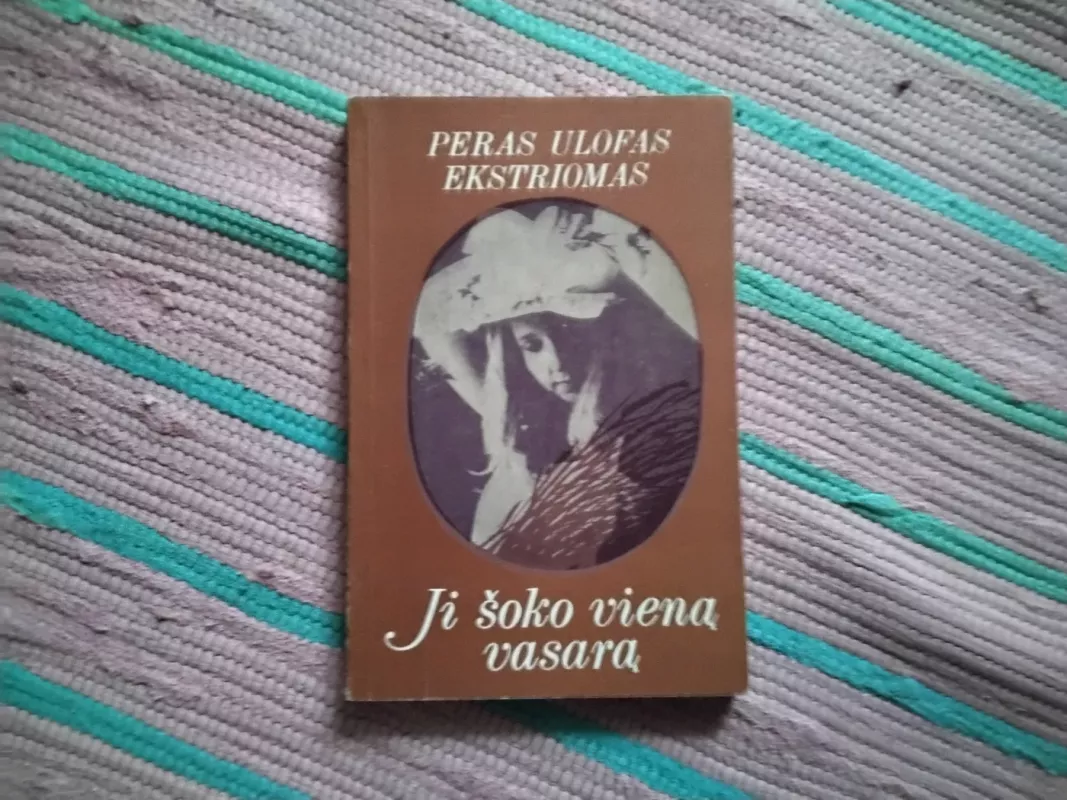 PERAS ULOFAS
EKSTRIOMAS
Ji šoko vieną
vasarą